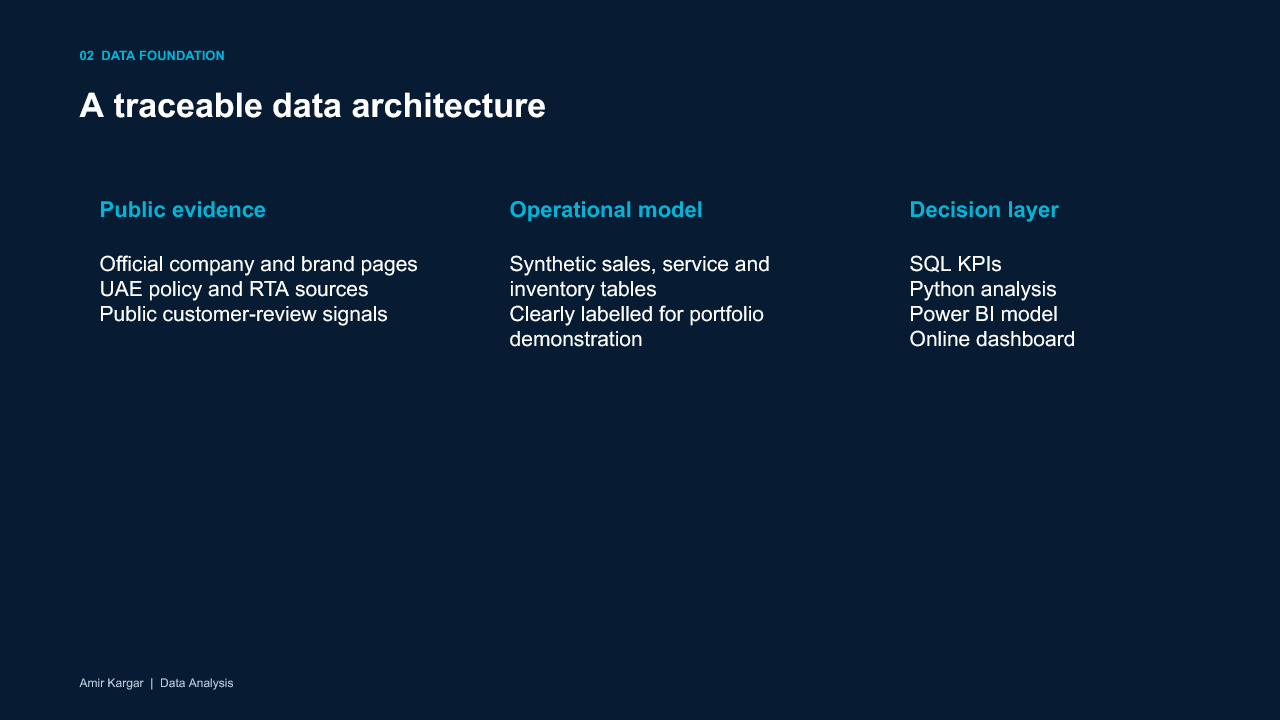 02  DATA FOUNDATION
A traceable data architecture
Public evidence
Official company and brand pages
UAE policy and RTA sources
Public customer-review signals
Operational model
Synthetic sales, service and
inventory tables
Clearly labelled for portfolio
demonstration
Decision layer
SQL KPIs
Python analysis
Power BI model
Online dashboard
Amir Kargar  |  Data Analysis